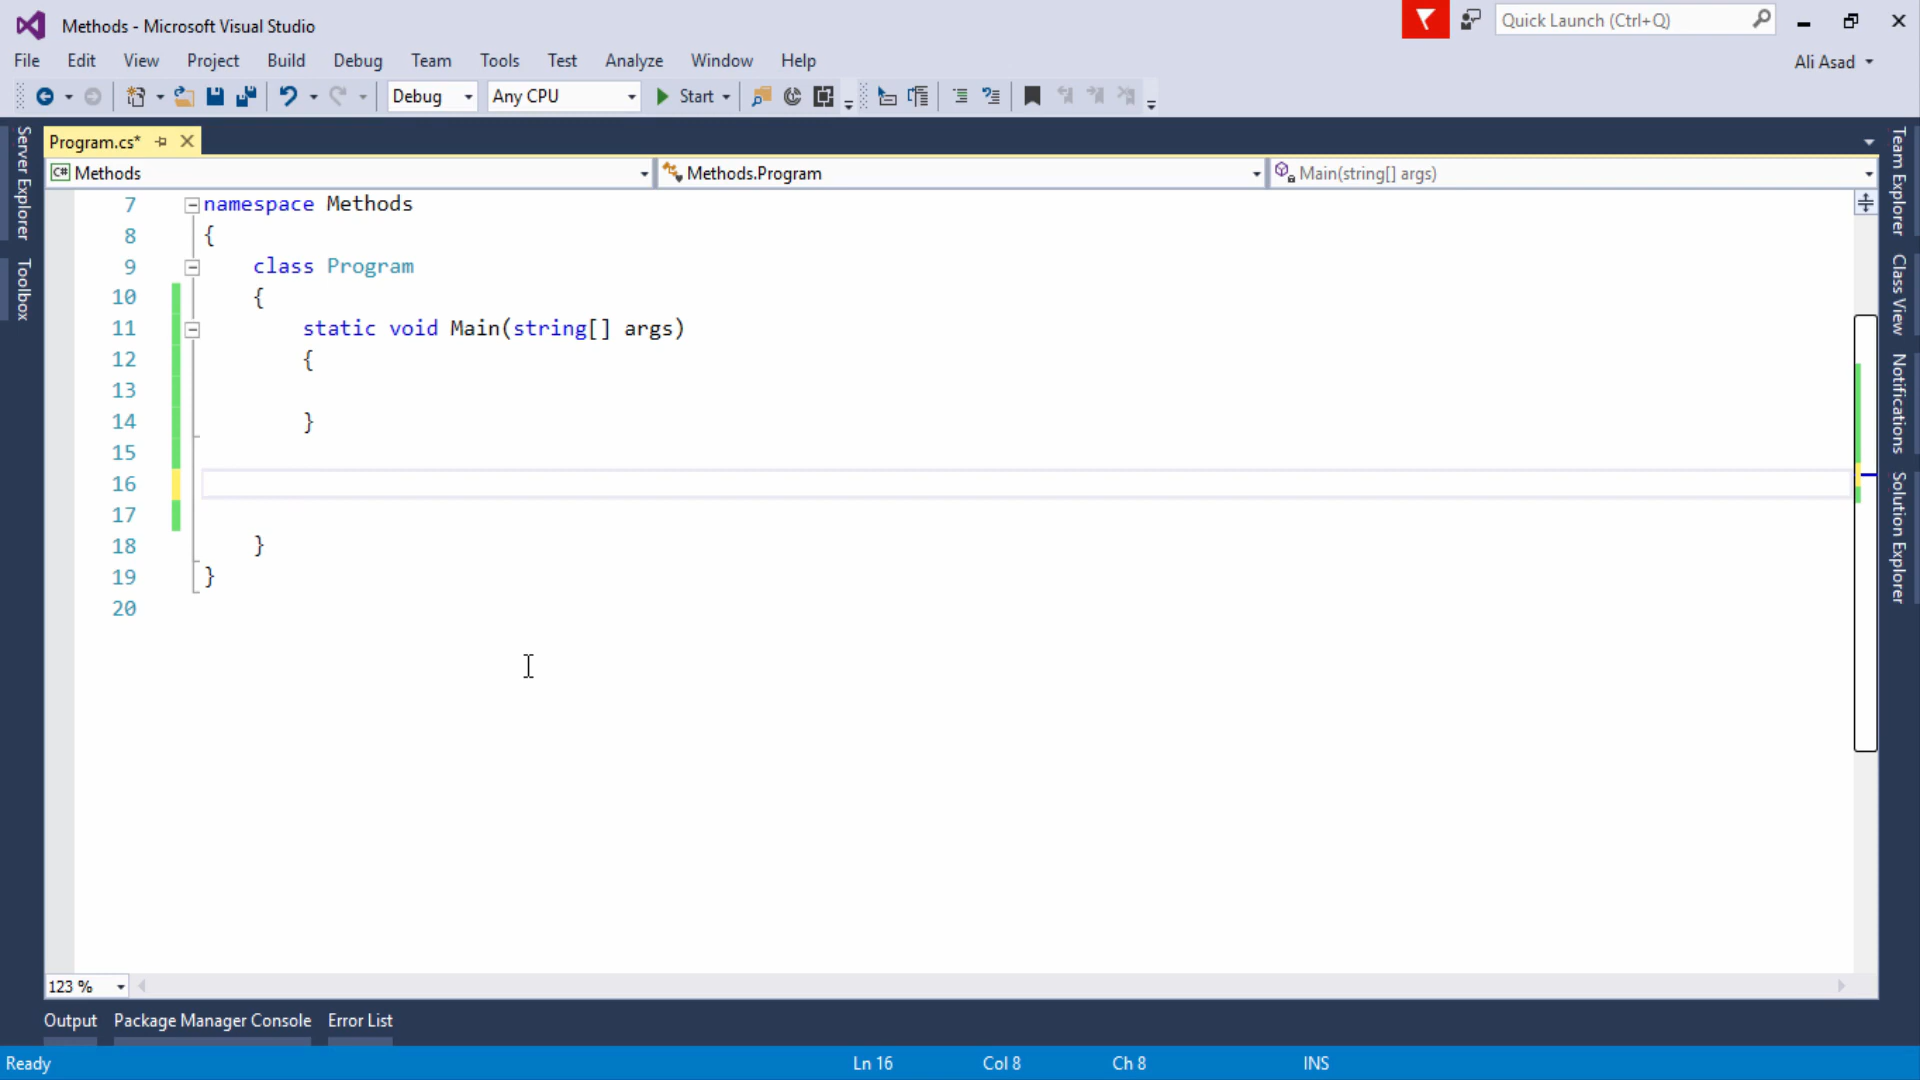 Methods - Microsoft Visual Studio
Quick Launch (Ctrl+Q)
File Edit View Project Build Debug Team Tools Test Analyze Window Help
Ali Asad
Debug Any CPU Start
Program.cs*
Server Explorer
Toolbox
Team Explorer
Class View
Notifications
Solution Explorer
C# Methods Methods.Program Main(string[] args)
7 namespace Methods
8 {
9 class Program
10 {
11 static void Main(string[] args)
12 {
13
14 }
15
16
17
18 }
19 }
20
123 %
Output Package Manager Console Error List
Ready Ln 16 Col 8 Ch 8 INS